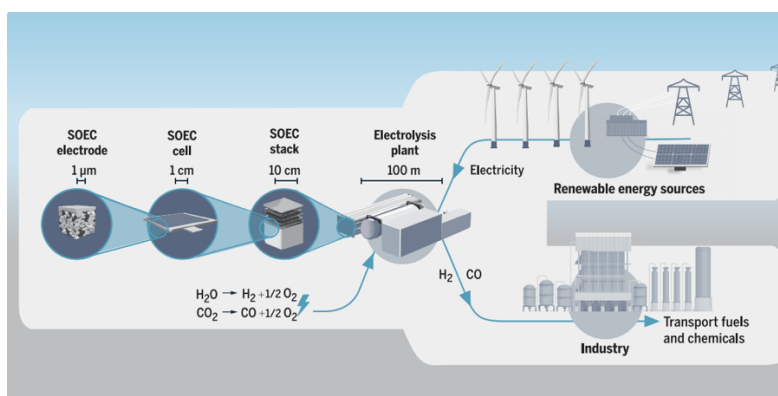 SOEC
electrode
1 µm
SOEC
cell
1 cm
SOEC
stack
10 cm
Electrolysis
plant
100 m
Electricity
Renewable energy sources
H₂O → H₂ +1/2 O₂
CO₂ → CO +1/2 O₂
H₂ CO
Industry
Transport fuels
and chemicals